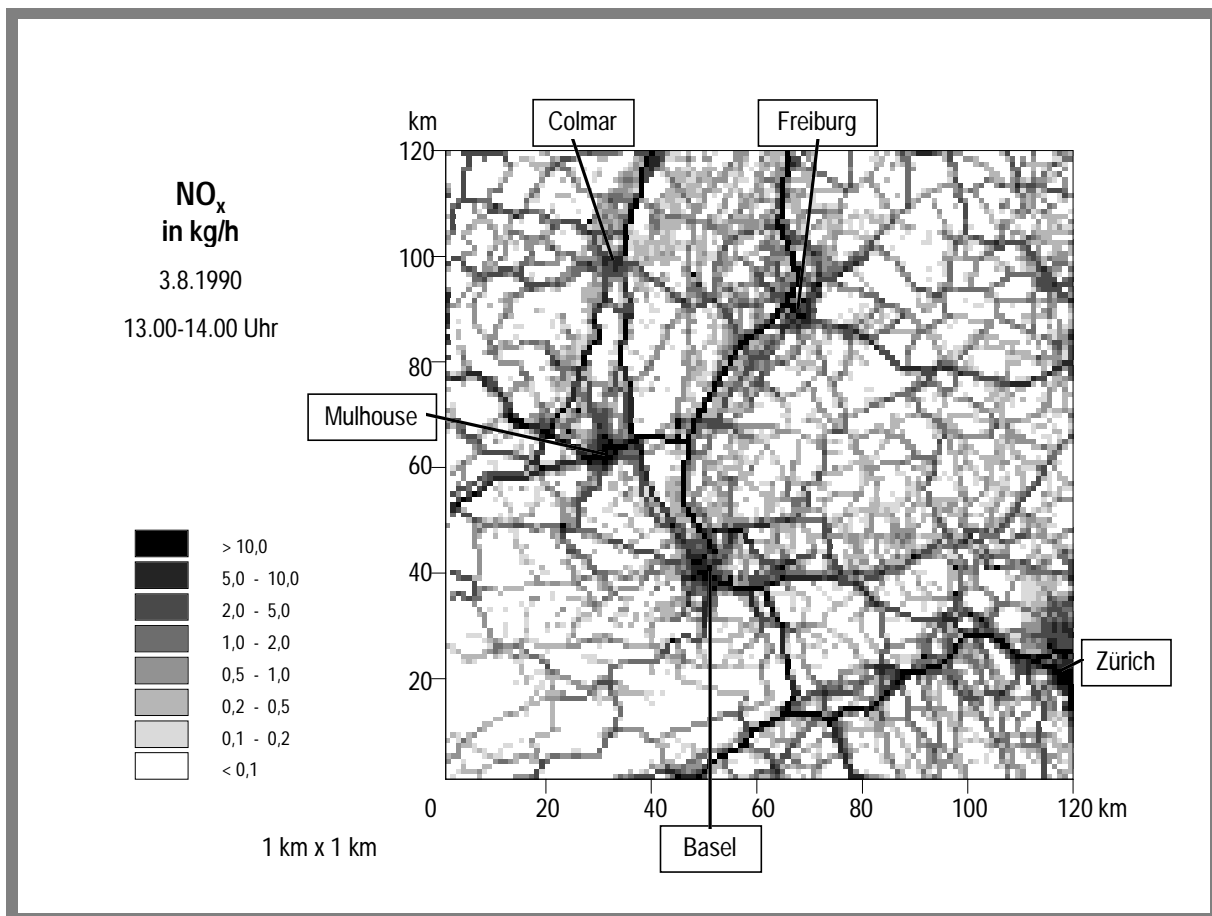 Colmar
Freiburg
km
120
100
80
60
40
20
NOx
in kg/h
3.8.1990
13.00-14.00 Uhr
Mulhouse
> 10,0
5,0 - 10,0
2,0 - 5,0
1,0 - 2,0
0,5 - 1,0
0,2 - 0,5
0,1 - 0,2
< 0,1
Zürich
0 20 40 60 80 100 120 km
1 km x 1 km
Basel